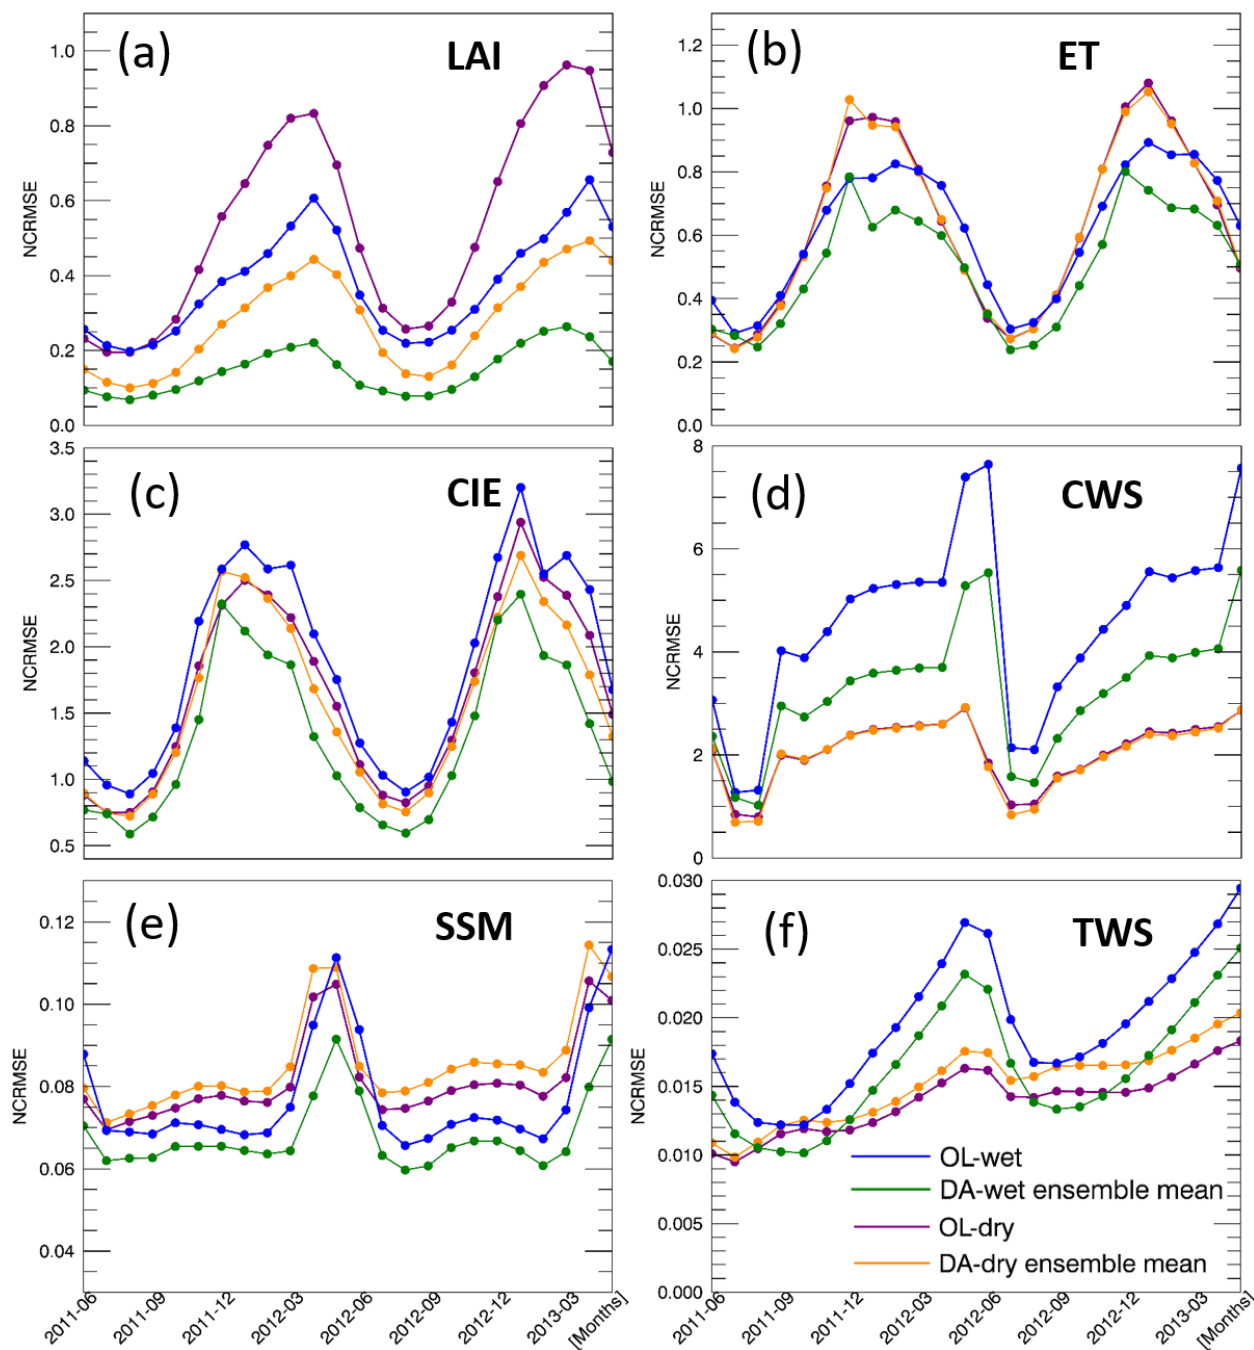 (a) LAI
1.0
0.8
0.6
0.4
0.2
0.0
NCRMSE
(b) ET
1.2
1.0
0.8
0.6
0.4
0.2
0.0
NCRMSE
(c) CIE
3.5
3.0
2.5
2.0
1.5
1.0
0.5
NCRMSE
(d) CWS
8
6
4
2
0
NCRMSE
(e) SSM
0.12
0.10
0.08
0.06
0.04
NCRMSE
2011-06
2011-09
2011-12
2012-03
2012-06
2012-09
2012-12
2013-03
[Months]
(f) TWS
0.030
0.025
0.020
0.015
0.010
0.005
0.000
NCRMSE
OL-wet
DA-wet ensemble mean
OL-dry
DA-dry ensemble mean
2011-06
2011-09
2011-12
2012-03
2012-06
2012-09
2012-12
2013-03
[Months]